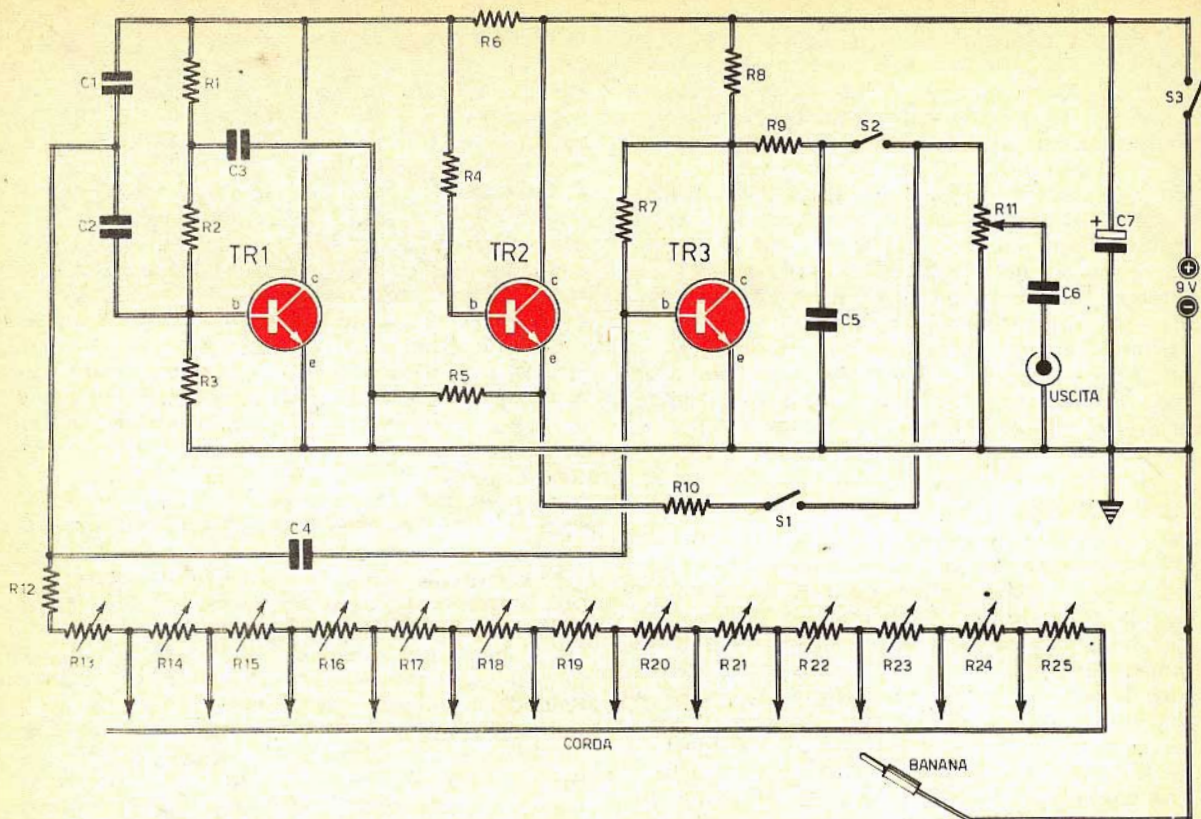 R6
C1
R1
R8
S3
R9
S2
C3
R4
C2
R2
R7
R11
C7
+
TR1
TR2
TR3
c
c
c
b
b
b
+
9 V
−
C6
C5
e
e
e
R3
R5
USCITA
R10
S1
C4
R12
R13
R14
R15
R16
R17
R18
R19
R20
R21
R22
R23
R24
R25
CORDA
BANANA